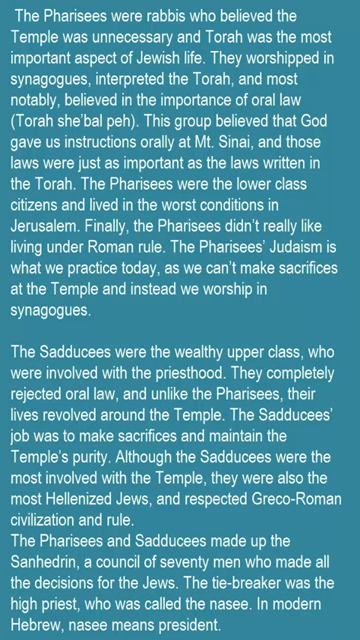 The Pharisees were rabbis who believed the
Temple was unnecessary and Torah was the most
important aspect of Jewish life. They worshipped in
synagogues, interpreted the Torah, and most
notably, believed in the importance of oral law
(Torah she'bal peh). This group believed that God
gave us instructions orally at Mt. Sinai, and those
laws were just as important as the laws written in
the Torah. The Pharisees were the lower class
citizens and lived in the worst conditions in
Jerusalem. Finally, the Pharisees didn't really like
living under Roman rule. The Pharisees' Judaism is
what we practice today, as we can't make sacrifices
at the Temple and instead we worship in
synagogues.
The Sadducees were the wealthy upper class, who
were involved with the priesthood. They completely
rejected oral law, and unlike the Pharisees, their
lives revolved around the Temple. The Sadducees'
job was to make sacrifices and maintain the
Temple's purity. Although the Sadducees were the
most involved with the Temple, they were also the
most Hellenized Jews, and respected Greco-Roman
civilization and rule.
The Pharisees and Sadducees made up the
Sanhedrin, a council of seventy men who made all
the decisions for the Jews. The tie-breaker was the
high priest, who was called the nasee. In modern
Hebrew, nasee means president.